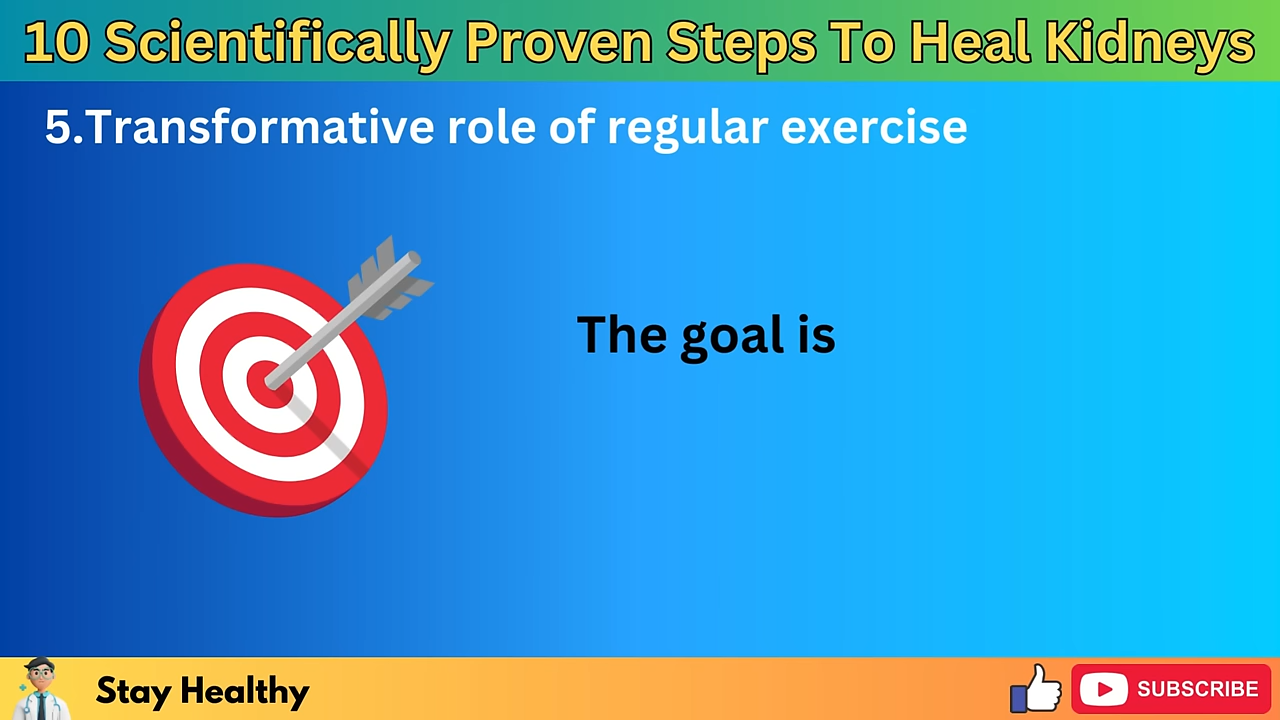 10 Scientifically Proven Steps To Heal Kidneys
5.Transformative role of regular exercise
The goal is
Stay Healthy
SUBSCRIBE